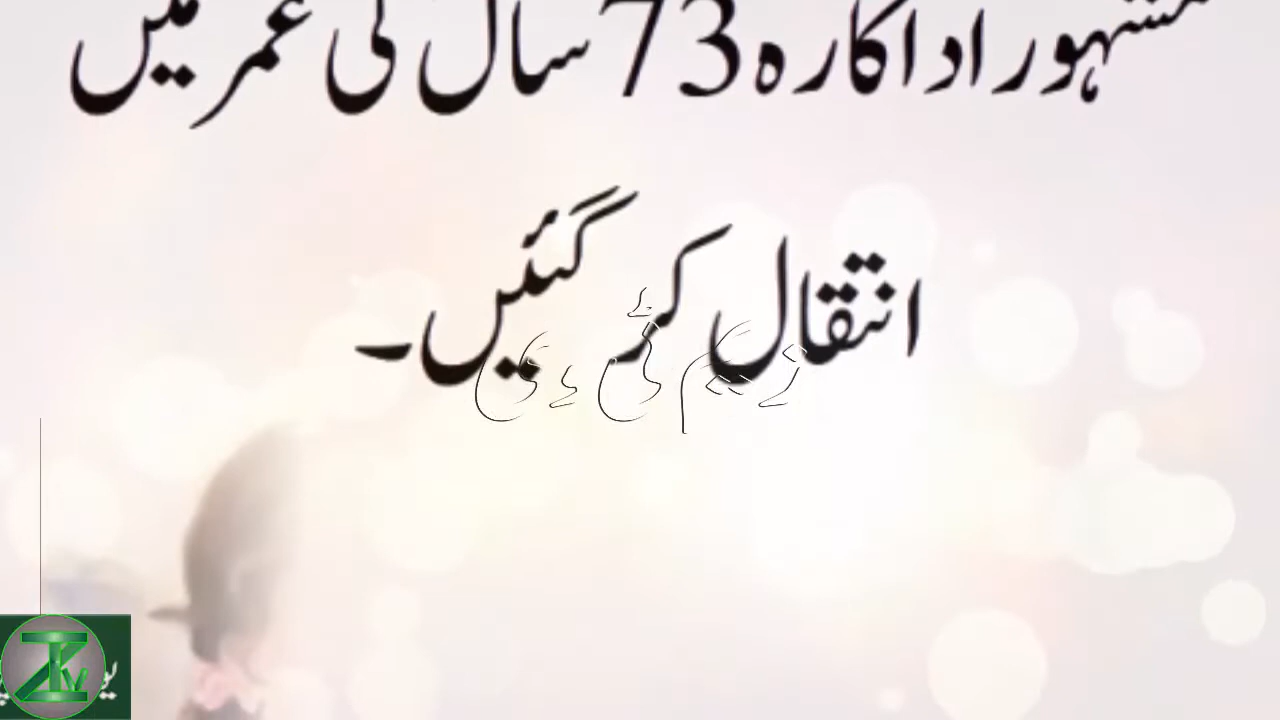 مشہور اداکارہ 73 سال کی عمر میں
انتقال کر گئیں۔